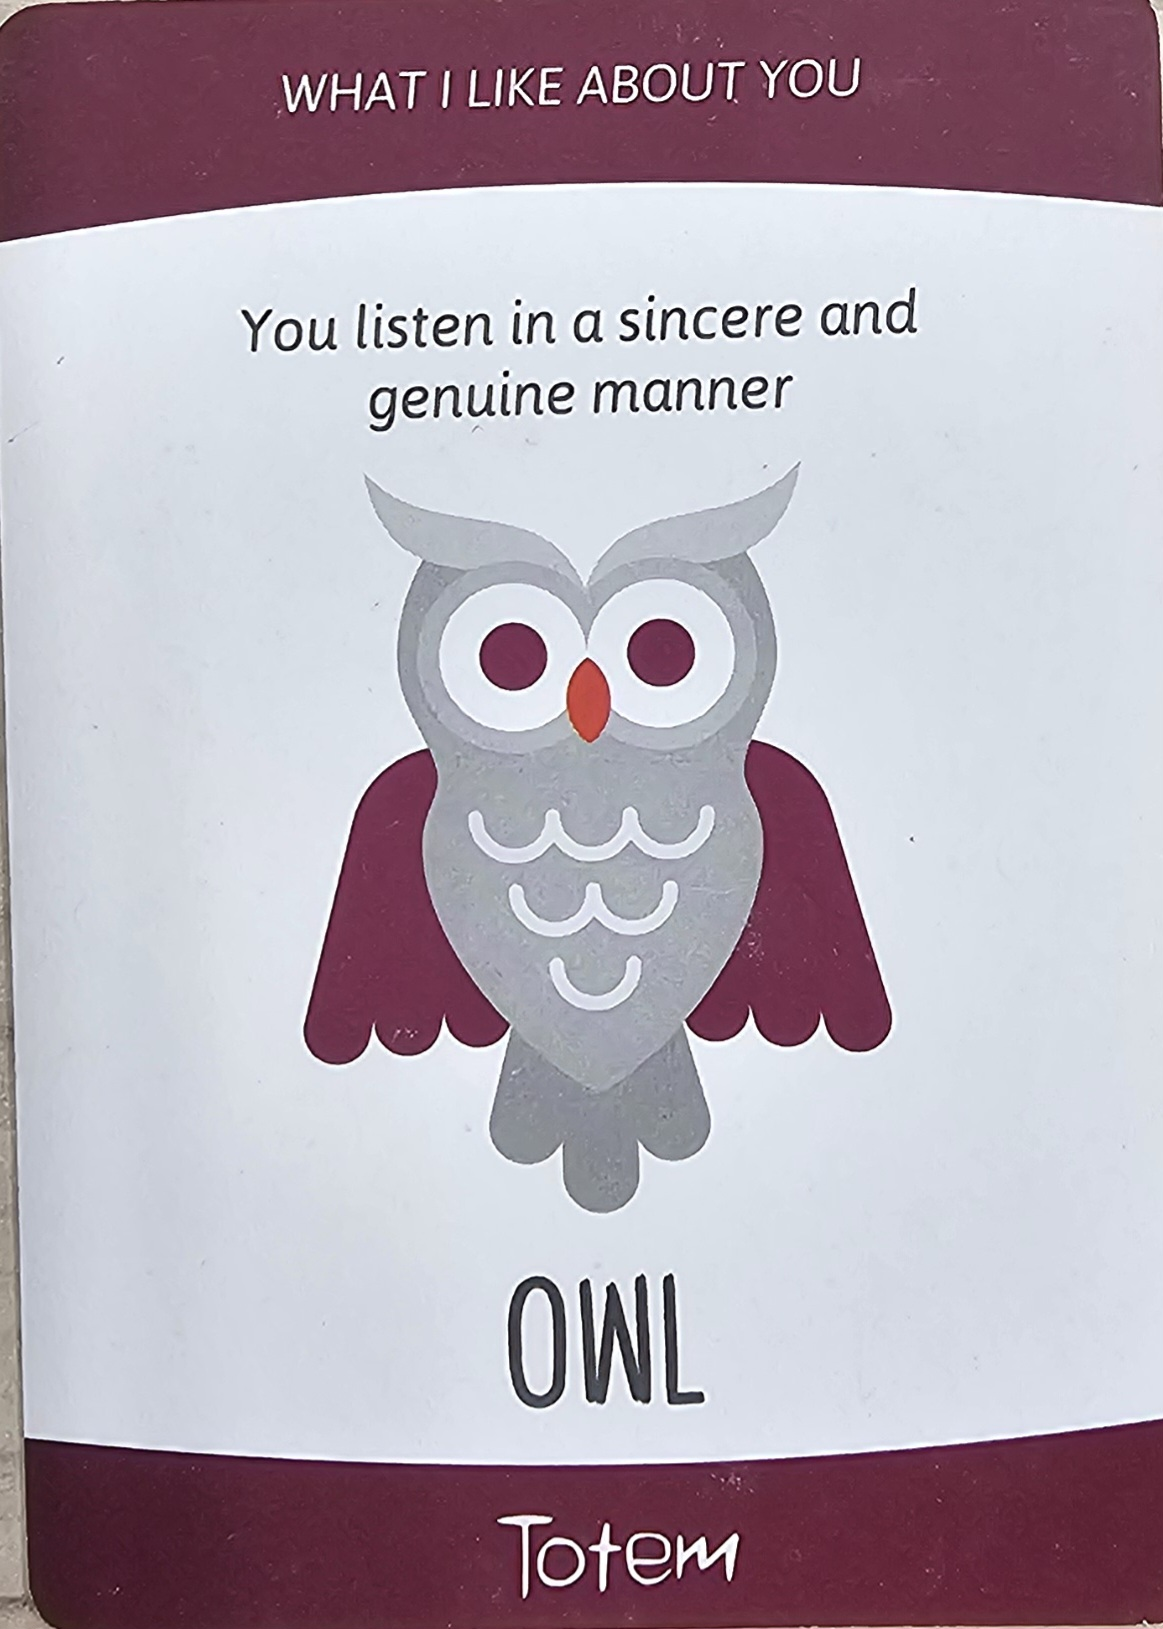 WHAT I LIKE ABOUT YOU
You listen in a sincere and
genuine manner
OWL
Totem